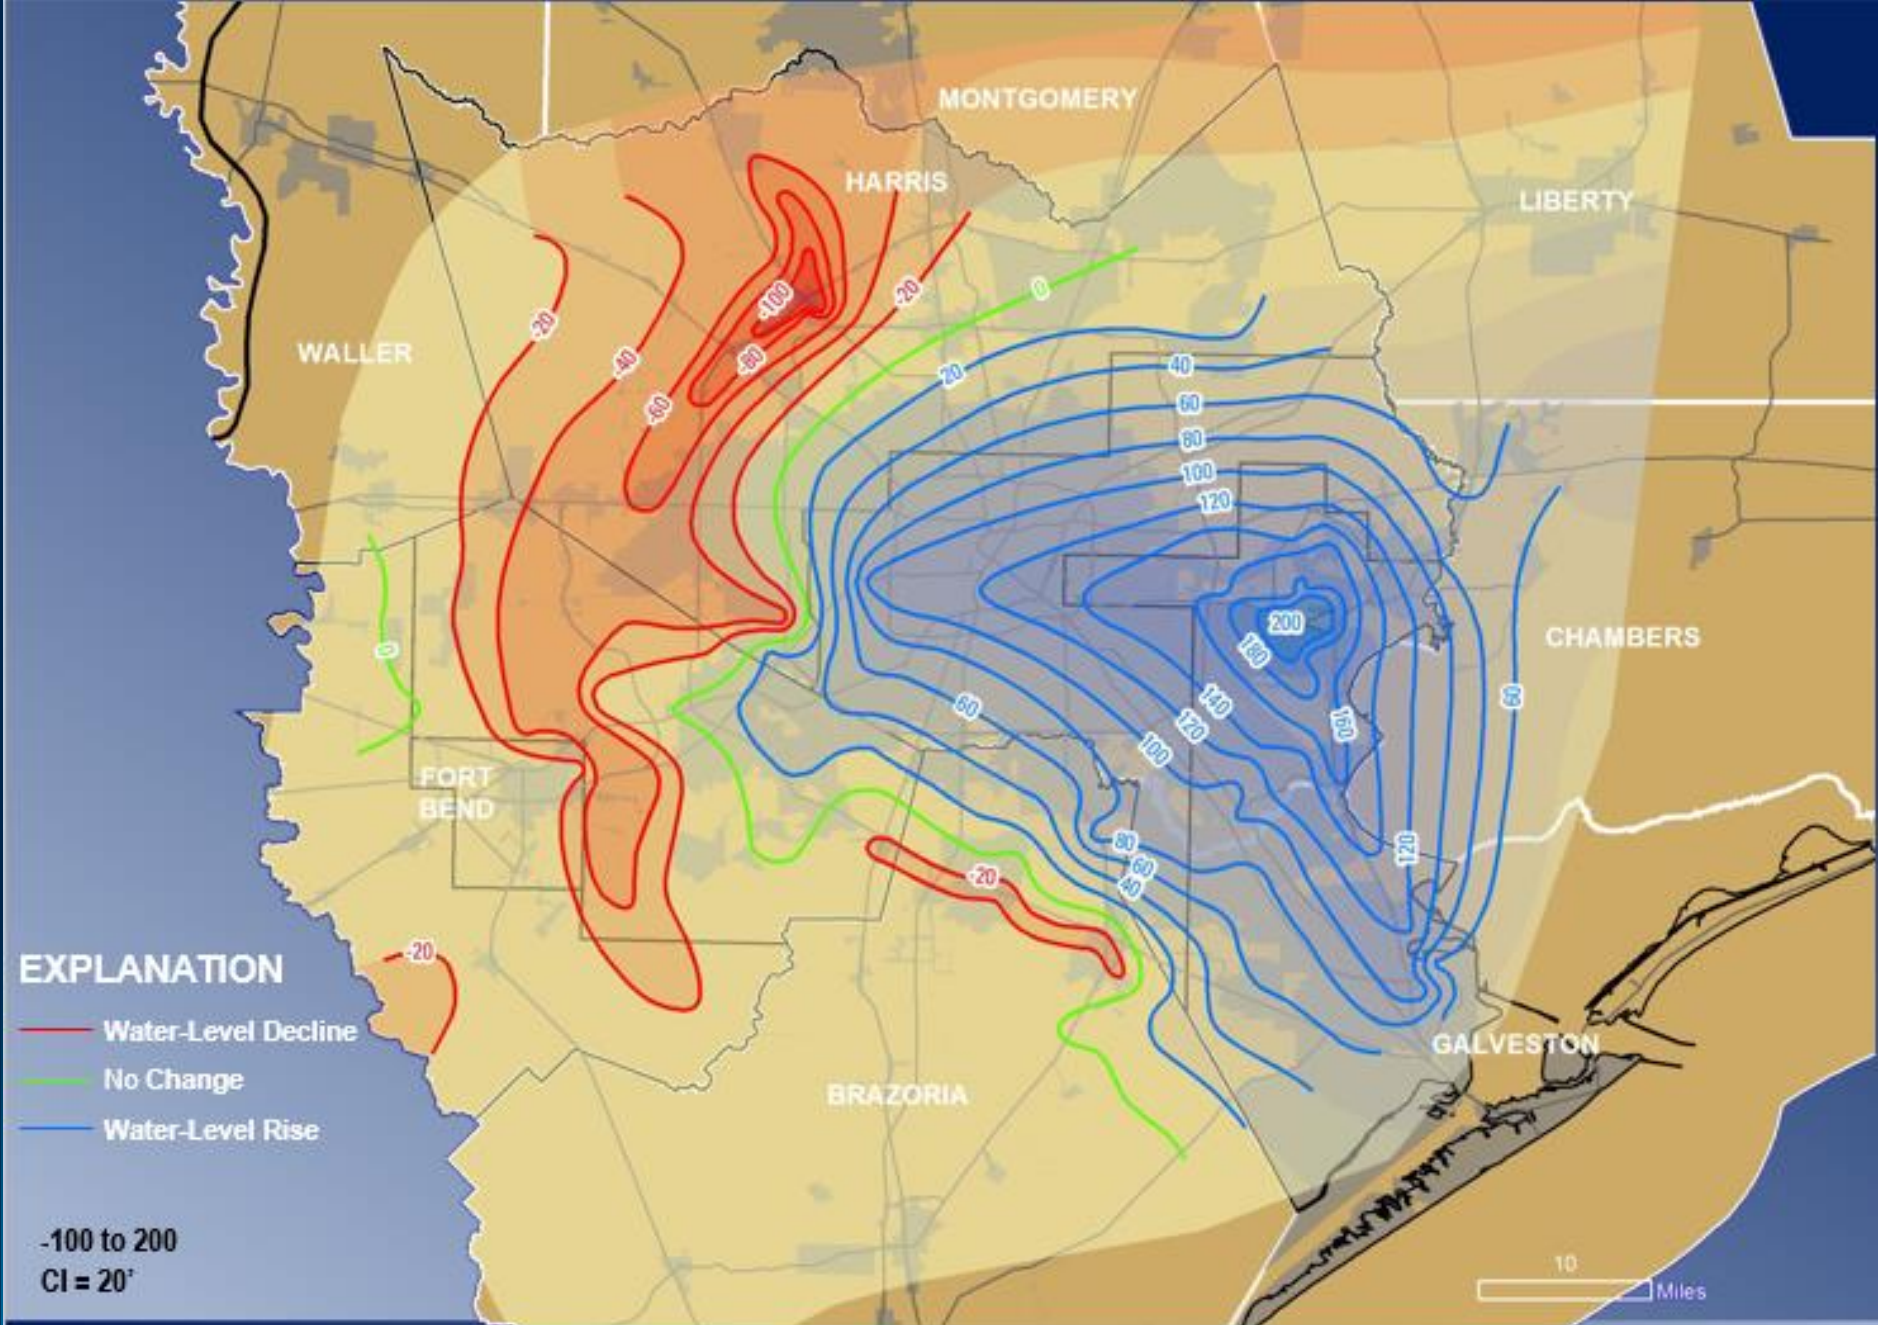 MONTGOMERY
HARRIS
LIBERTY
WALLER
CHAMBERS
FORT
BEND
BRAZORIA
GALVESTON
-20
-40
-60
-80
-100
-20
0
20
40
60
80
100
120
200
180
160
140
120
100
60
60
0
120
80
60
40
-20
-20
EXPLANATION
Water-Level Decline
No Change
Water-Level Rise
-100 to 200
CI = 20'
10
Miles